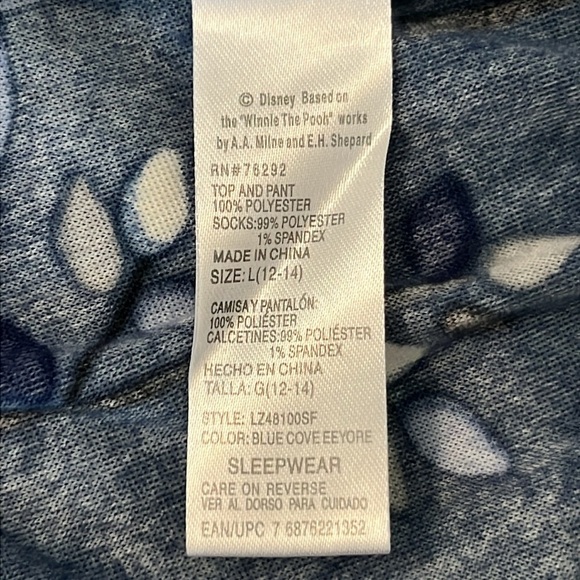 © Disney Based on
the "Winnie The Pooh" works
by A.A. Milne and E.H. Shepard
RN#76292
TOP AND PANT
100% POLYESTER
SOCKS:99% POLYESTER
1% SPANDEX
MADE IN CHINA
SIZE: L(12-14)
CAMISA Y PANTALÓN:
100% POLIÉSTER
CALCETINES:99% POLIÉSTER
1% SPANDEX
HECHO EN CHINA
TALLA: G(12-14)
STYLE: LZ48100SF
COLOR: BLUE COVE EEYORE
SLEEPWEAR
CARE ON REVERSE
VER AL DORSO PARA CUIDADO
EAN/UPC 7 6876221352